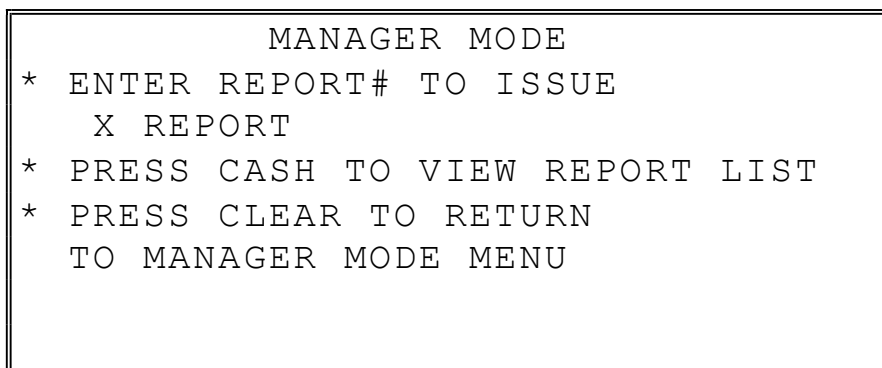 MANAGER MODE
* ENTER REPORT# TO ISSUE
X REPORT
* PRESS CASH TO VIEW REPORT LIST
* PRESS CLEAR TO RETURN
TO MANAGER MODE MENU